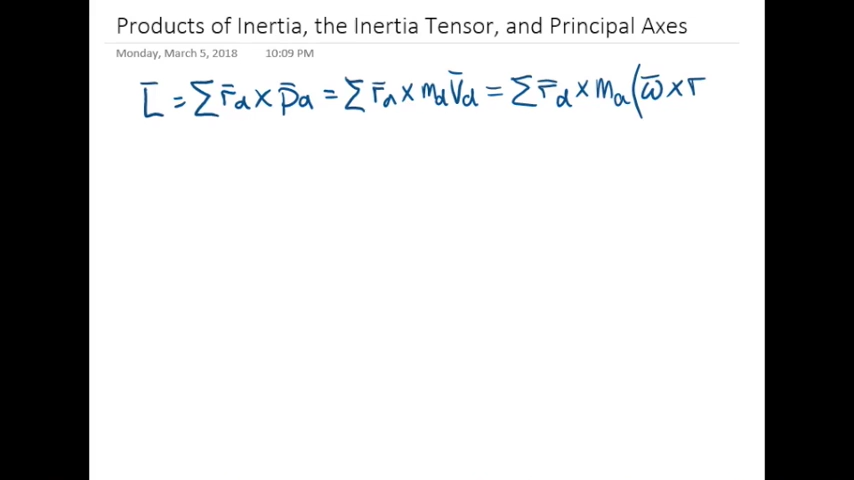 Products of Inertia, the Inertia Tensor, and Principal Axes
Monday, March 5, 2018 10:09 PM
L̄ = ∑ r̄α × p̄α = ∑ r̄α × mα v̄α = ∑ r̄α × mα (ω̄ × r